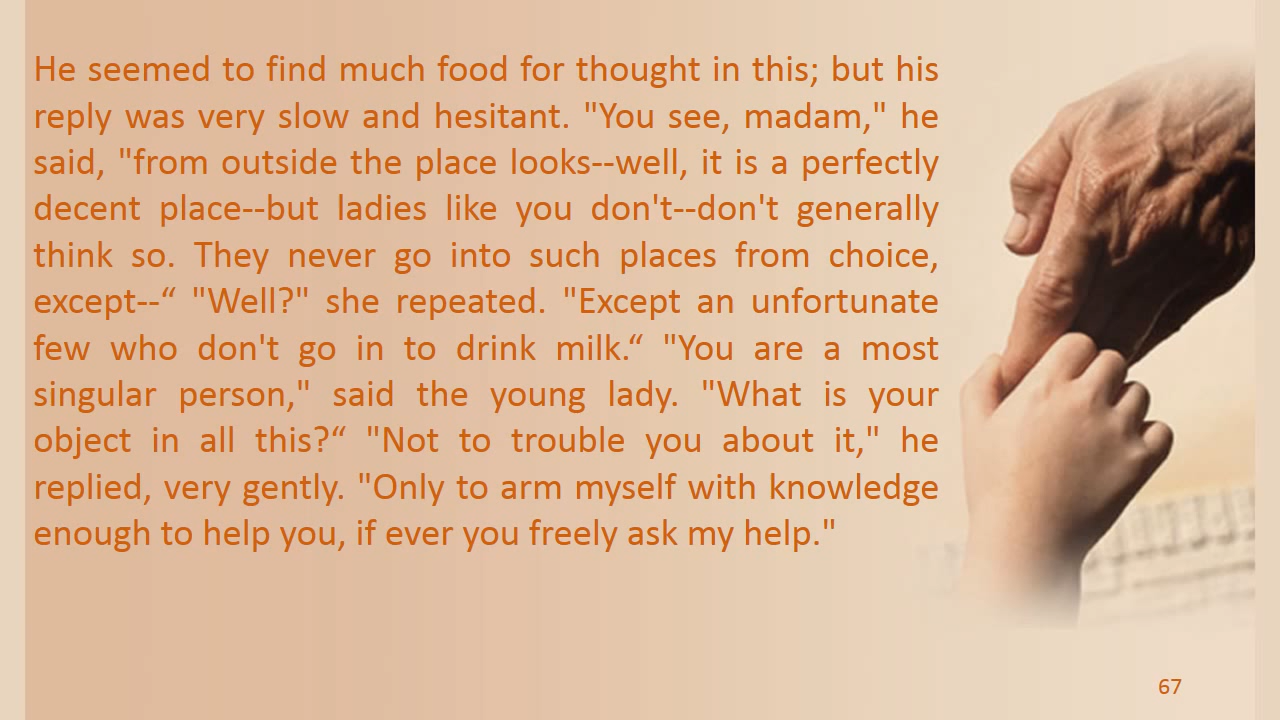 He seemed to find much food for thought in this; but his
reply was very slow and hesitant. "You see, madam," he
said, "from outside the place looks--well, it is a perfectly
decent place--but ladies like you don't--don't generally
think so. They never go into such places from choice,
except--“ "Well?" she repeated. "Except an unfortunate
few who don't go in to drink milk.“ "You are a most
singular person," said the young lady. "What is your
object in all this?“ "Not to trouble you about it," he
replied, very gently. "Only to arm myself with knowledge
enough to help you, if ever you freely ask my help."
67